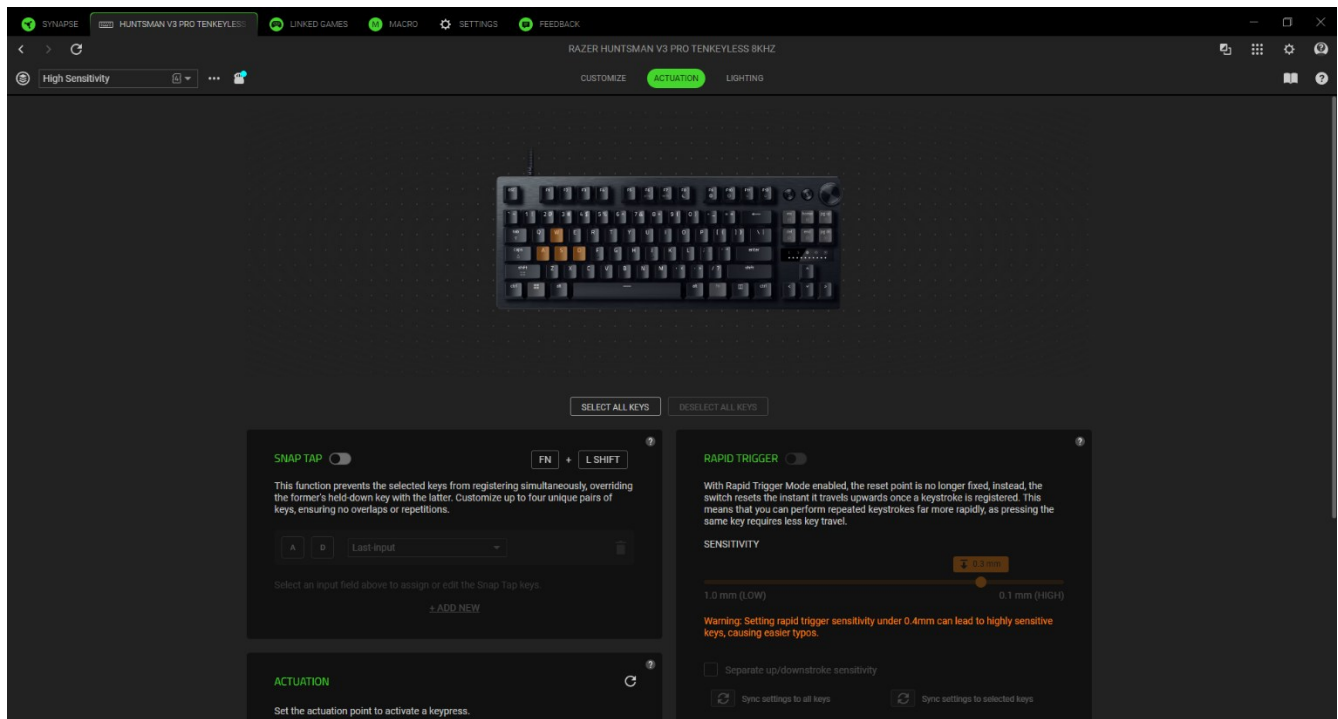 SYNAPSE
HUNTSMAN V3 PRO TENKEYLESS
LINKED GAMES
MACRO
SETTINGS
FEEDBACK
RAZER HUNTSMAN V3 PRO TENKEYLESS 8KHZ
High Sensitivity
CUSTOMIZE
ACTUATION
LIGHTING
SELECT ALL KEYS
DESELECT ALL KEYS
SNAP TAP
FN + L SHIFT
This function prevents the selected keys from registering simultaneously, overriding
the former's held-down key with the latter. Customize up to four unique pairs of
keys, ensuring no overlaps or repetitions.
A D Last-input
Select an input field above to assign or edit the Snap Tap keys.
+ ADD NEW
ACTUATION
Set the actuation point to activate a keypress.
RAPID TRIGGER
With Rapid Trigger Mode enabled, the reset point is no longer fixed, instead, the
switch resets the instant it travels upwards once a keystroke is registered. This
means that you can perform repeated keystrokes far more rapidly, as pressing the
same key requires less key travel.
SENSITIVITY
0.3 mm
1.0 mm (LOW)
0.1 mm (HIGH)
Warning: Setting rapid trigger sensitivity under 0.4mm can lead to highly sensitive
keys, causing easier typos.
Separate up/downstroke sensitivity
Sync settings to all keys
Sync settings to selected keys